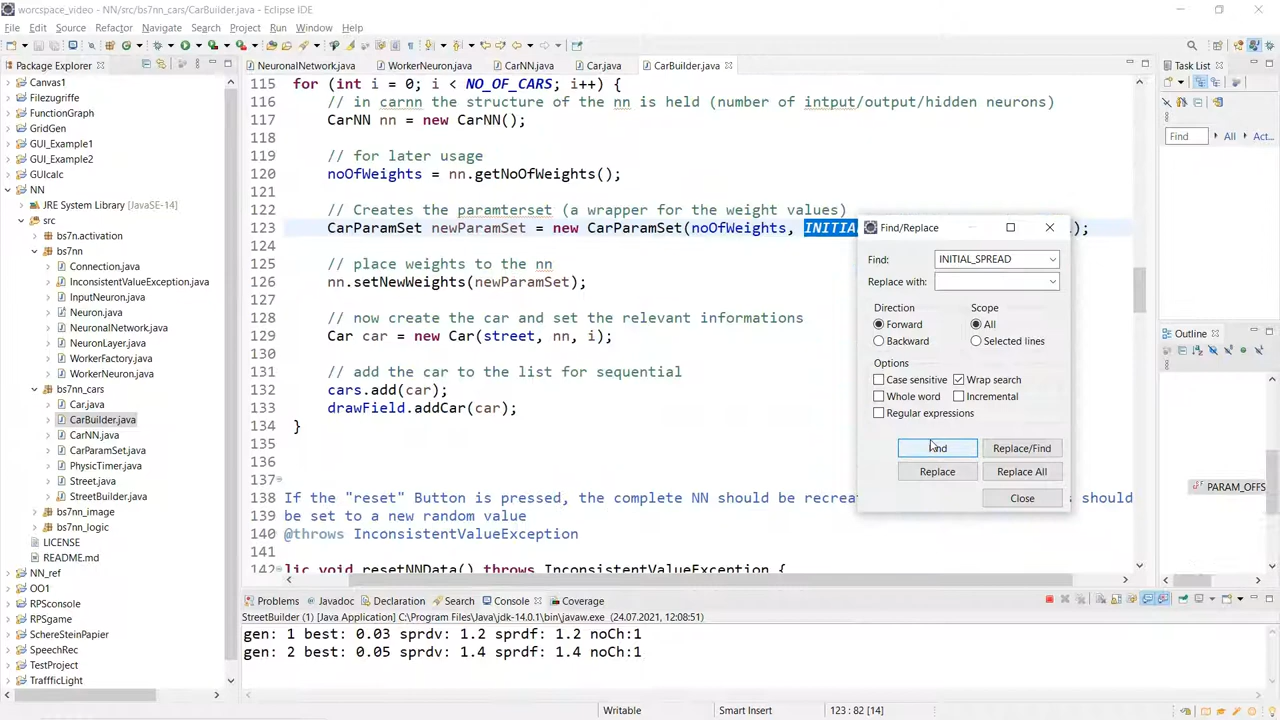 worcspace_video - NN/src/bs7nn_cars/CarBuilder.java - Eclipse IDE
File Edit Source Refactor Navigate Search Project Run Window Help
Package Explorer
NeuronalNetwork.java WorkerNeuron.java CarNN.java Car.java CarBuilder.java
Task List
Find All Act...
Canvas1
Filezugriffe
FunctionGraph
GridGen
GUI_Example1
GUI_Example2
GUIcalc
NN
JRE System Library [JavaSE-14]
src
bs7n.activation
bs7nn
Connection.java
InconsistentValueException.java
InputNeuron.java
Neuron.java
NeuronalNetwork.java
NeuronLayer.java
WorkerFactory.java
WorkerNeuron.java
bs7nn_cars
Car.java
CarBuilder.java
CarNN.java
CarParamSet.java
PhysicTimer.java
Street.java
StreetBuilder.java
bs7nn_image
bs7nn_logic
LICENSE
README.md
NN_ref
OO1
RPSconsole
RPSgame
SchereSteinPapier
SpeechRec
TestProject
TraffficLight
115 for (int i = 0; i < NO_OF_CARS; i++) {
116 // in carnn the structure of the nn is held (number of intput/output/hidden neurons)
117 CarNN nn = new CarNN();
118
119 // for later usage
120 noOfWeights = nn.getNoOfWeights();
121
122 // Creates the paramterset (a wrapper for the weight values)
123 CarParamSet newParamSet = new CarParamSet(noOfWeights, INITIA );
124
125 // place weights to the nn
126 nn.setNewWeights(newParamSet);
127
128 // now create the car and set the relevant informations
129 Car car = new Car(street, nn, i);
130
131 // add the car to the list for sequential
132 cars.add(car);
133 drawField.addCar(car);
134 }
135
136
137
138 If the "reset" Button is pressed, the complete NN should be recrea s should
139 be set to a new random value
140 @throws InconsistentValueException
141
142 lic void resetNNData() throws InconsistentValueException {
Find/Replace
Find: INITIAL_SPREAD
Replace with:
Direction Scope
Forward All
Backward Selected lines
Options
Case sensitive Wrap search
Whole word Incremental
Regular expressions
Replace/Find
Replace Replace All
Close
Outline
PARAM_OFFS
Problems Javadoc Declaration Search Console Coverage
StreetBuilder (1) [Java Application] C:\Program Files\Java\jdk-14.0.1\bin\javaw.exe (24.07.2021, 12:08:51)
gen: 1 best: 0.03 sprdv: 1.2 sprdf: 1.2 noCh:1
gen: 2 best: 0.05 sprdv: 1.4 sprdf: 1.4 noCh:1
Writable Smart Insert 123 : 82 [14]